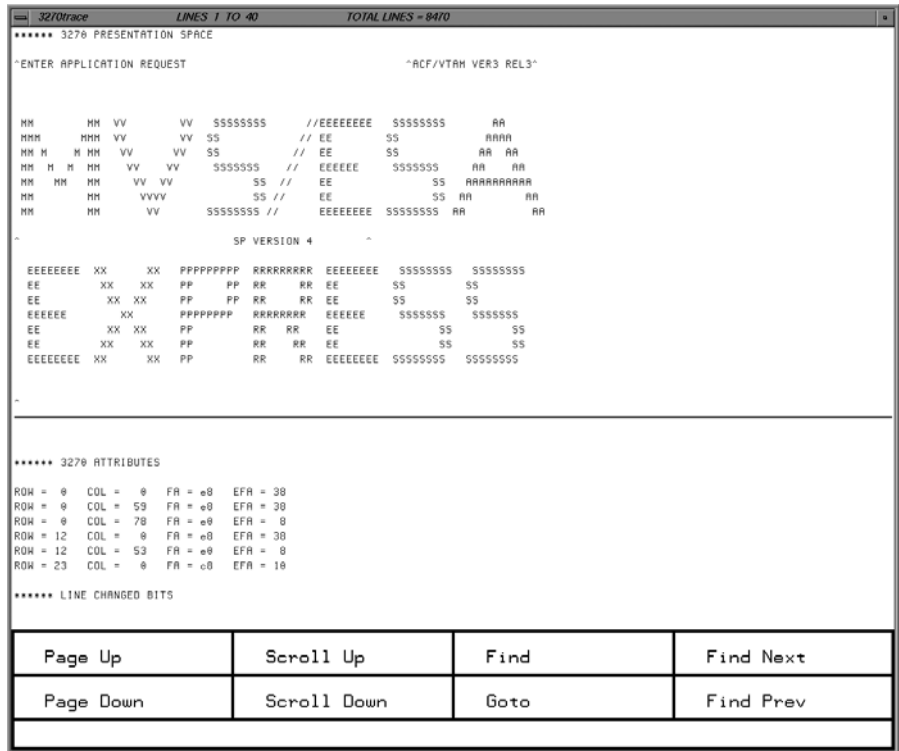 3270trace LINES 1 TO 40 TOTAL LINES = 8470
****** 3270 PRESENTATION SPACE
^ENTER APPLICATION REQUEST ^ACF/VTAM VER3 REL3^
MM MM VV VV SSSSSSSS //EEEEEEEE SSSSSSSS AA
MMM MMM VV VV SS // EE SS AAAA
MM M M MM VV VV SS // EE SS AA AA
MM M M MM VV VV SSSSSSS // EEEEEE SSSSSSS AA AA
MM MM MM VV VV SS // EE SS AAAAAAAAAA
MM MM VVVV SS // EE SS AA AA
MM MM VV SSSSSSSS // EEEEEEEE SSSSSSSS AA AA
^ SP VERSION 4 ^
EEEEEEEE XX XX PPPPPPPPP RRRRRRRRR EEEEEEEE SSSSSSSS SSSSSSSS
EE XX XX PP PP RR RR EE SS SS
EE XX XX PP PP RR RR EE SS SS
EEEEEE XX PPPPPPPP RRRRRRRR EEEEEE SSSSSSS SSSSSSS
EE XX XX PP RR RR EE SS SS
EE XX XX PP RR RR EE SS SS
EEEEEEEE XX XX PP RR RR EEEEEEEE SSSSSSSS SSSSSSSS
^
****** 3270 ATTRIBUTES
ROW = 0 COL = 0 FA = e8 EFA = 38
ROW = 0 COL = 59 FA = e8 EFA = 38
ROW = 0 COL = 78 FA = e0 EFA = 8
ROW = 12 COL = 0 FA = e8 EFA = 38
ROW = 12 COL = 53 FA = e0 EFA = 8
ROW = 23 COL = 0 FA = c8 EFA = 10
****** LINE CHANGED BITS
Page Up Scroll Up Find Find Next
Page Down Scroll Down Goto Find Prev